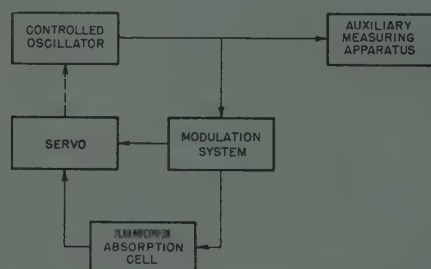 CONTROLLED
OSCILLATOR
AUXILIARY
MEASURING
APPARATUS
SERVO
MODULATION
SYSTEM
ABSORPTION
CELL